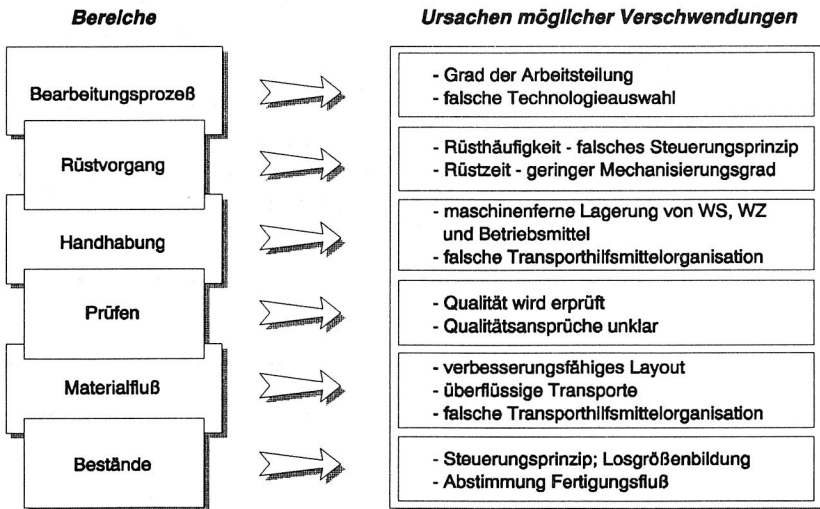 Bereiche
Ursachen möglicher Verschwendungen
Bearbeitungsprozeß
- Grad der Arbeitsteilung
- falsche Technologieauswahl
Rüstvorgang
- Rüsthäufigkeit - falsches Steuerungsprinzip
- Rüstzeit - geringer Mechanisierungsgrad
Handhabung
- maschinenferne Lagerung von WS, WZ
und Betriebsmittel
- falsche Transporthilfsmittelorganisation
Prüfen
- Qualität wird erprüft
- Qualitätsansprüche unklar
Materialfluß
- verbesserungsfähiges Layout
- überflüssige Transporte
- falsche Transporthilfsmittelorganisation
Bestände
- Steuerungsprinzip; Losgrößenbildung
- Abstimmung Fertigungsfluß